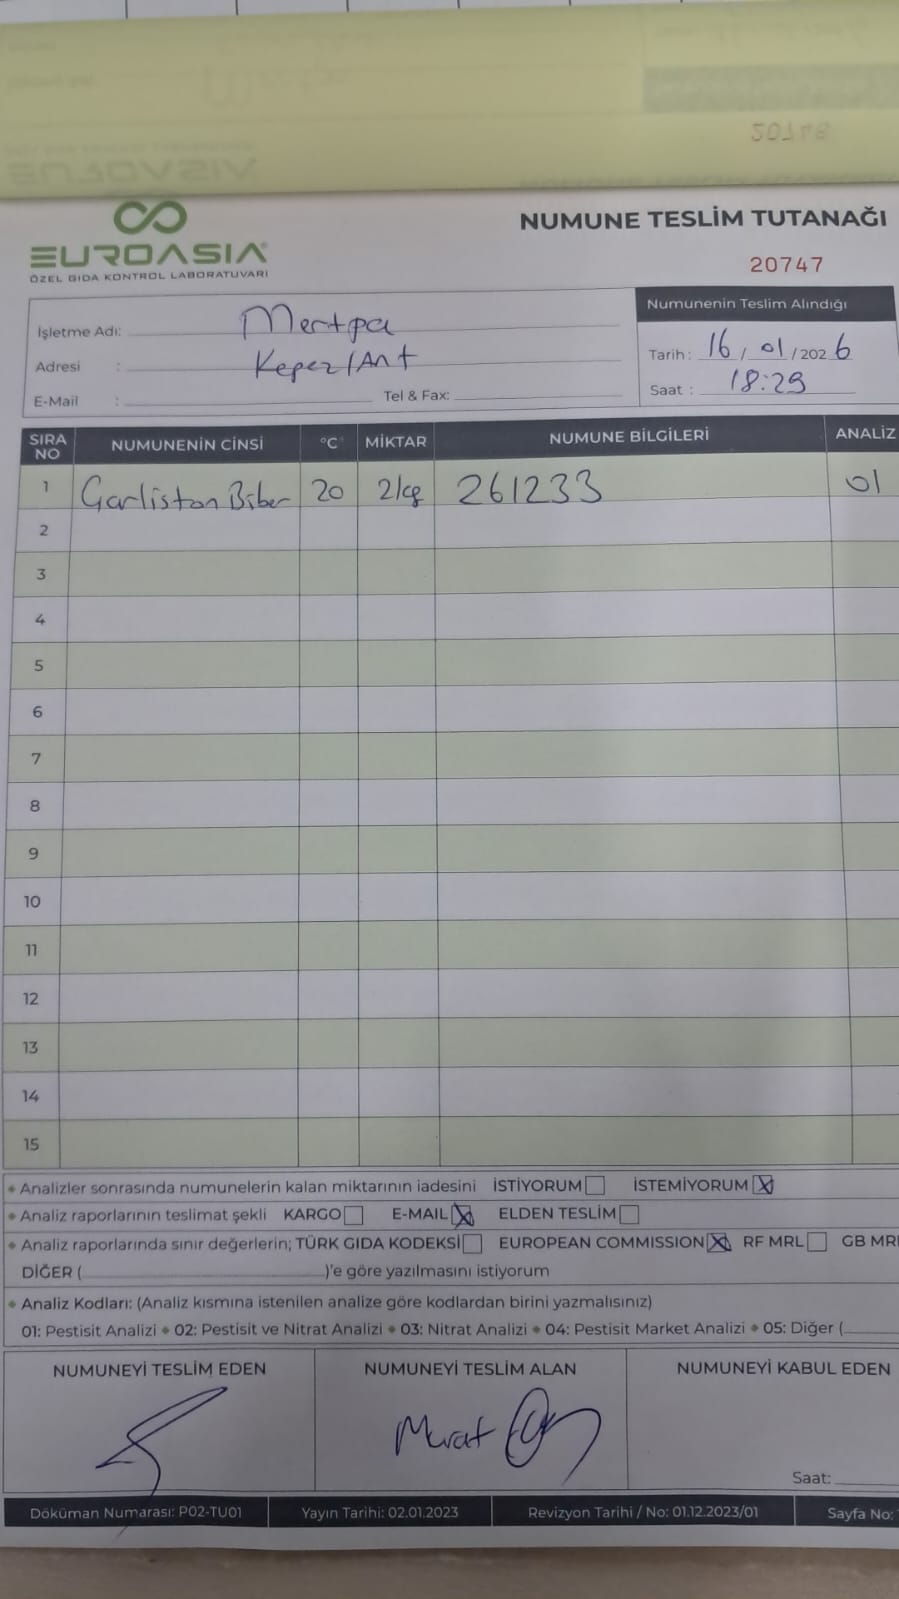 EUROASIA
ÖZEL GIDA KONTROL LABORATUVARI
NUMUNE TESLİM TUTANAĞI
20747
İşletme Adı: Mertpa
Adresi : Kepez/Ant
E-Mail : Tel & Fax:
Numunenin Teslim Alındığı
Tarih: 16/01/2026
Saat : 18:29
SIRA NO NUMUNENİN CİNSİ °C MİKTAR NUMUNE BİLGİLERİ ANALİZ
1 Carliston Biber 20 2kg 261233 01
2
3
4
5
6
7
8
9
10
11
12
13
14
15
Analizler sonrasında numunelerin kalan miktarının iadesini İSTİYORUM İSTEMİYORUM X
Analiz raporlarının teslimat şekli KARGO E-MAIL X ELDEN TESLİM
Analiz raporlarında sınır değerlerin; TÜRK GIDA KODEKSİ EUROPEAN COMMISSION X RF MRL GB MRL
DİĞER ( )'e göre yazılmasını istiyorum
Analiz Kodları: (Analiz kısmına istenilen analize göre kodlardan birini yazmalısınız)
01: Pestisit Analizi 02: Pestisit ve Nitrat Analizi 03: Nitrat Analizi 04: Pestisit Market Analizi 05: Diğer (
NUMUNEYİ TESLİM EDEN NUMUNEYİ TESLİM ALAN NUMUNEYİ KABUL EDEN
Murat
Saat:
Döküman Numarası: P02-TU01 Yayın Tarihi: 02.01.2023 Revizyon Tarihi / No: 01.12.2023/01 Sayfa No: